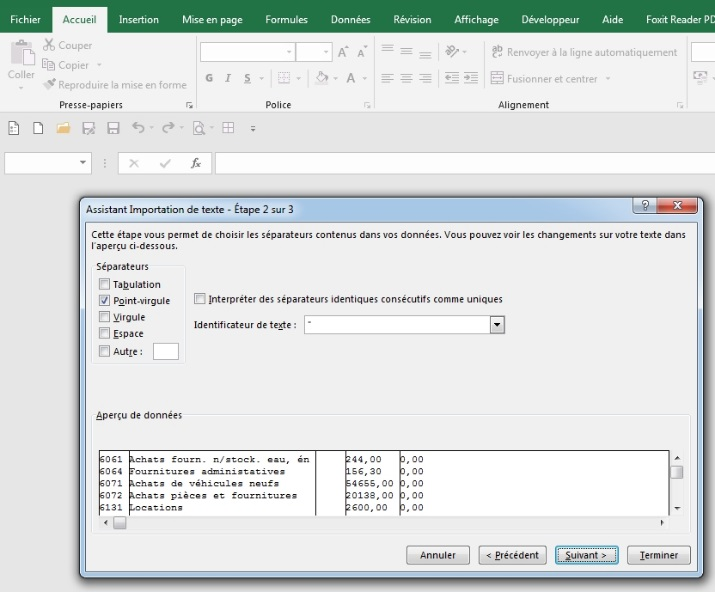 Fichier Accueil Insertion Mise en page Formules Données Révision Affichage Développeur Aide Foxit Reader PD
Coller
Couper
Copier
Reproduire la mise en forme
Presse-papiers
G I S
Police
Renvoyer à la ligne automatiquement
Fusionner et centrer
Alignement
fx
Assistant Importation de texte - Étape 2 sur 3
Cette étape vous permet de choisir les séparateurs contenus dans vos données. Vous pouvez voir les changements sur votre texte dans
l'aperçu ci-dessous.
Séparateurs
Tabulation
Point-virgule
Virgule
Espace
Autre :
Interpréter des séparateurs identiques consécutifs comme uniques
Identificateur de texte : "
Aperçu de données
6061 Achats fourn. n/stock. eau, én 244,00 0,00
6064 Fournitures administatives 156,30 0,00
6071 Achats de véhicules neufs 54655,00 0,00
6072 Achats pièces et fournitures 20138,00 0,00
6131 Locations 2600,00 0,00
Annuler < Précédent Suivant > Terminer